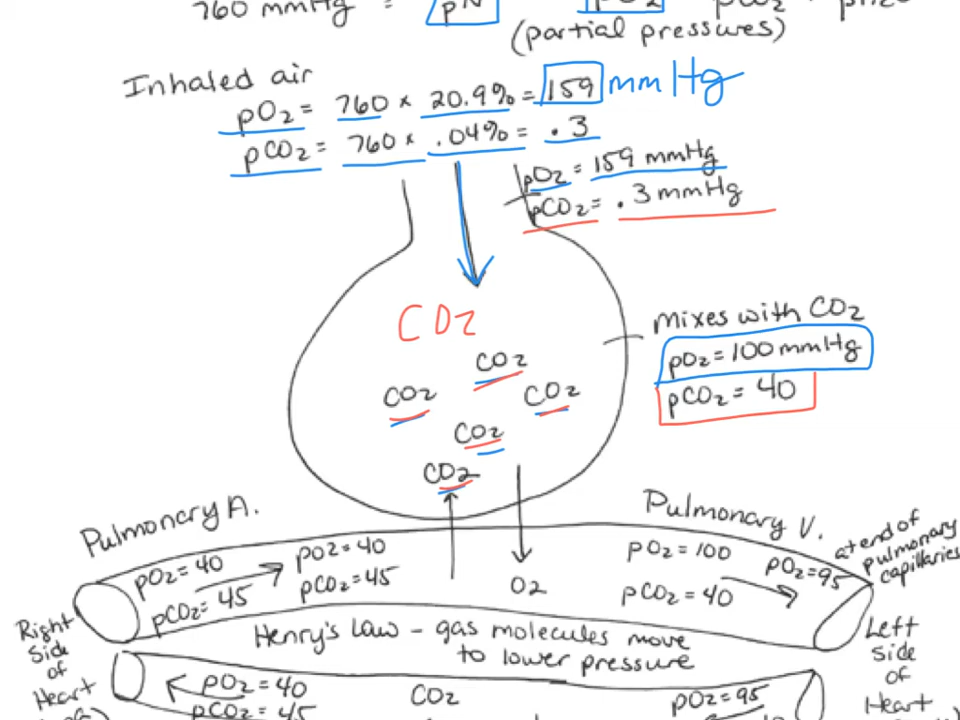 760 mmHg = pN pO2 pCO2 + pH2O
(partial pressures)
Inhaled air
pO2 = 760 × 20.9% = 159 mmHg
pCO2 = 760 × .04% = .3
pO2 = 159 mmHg
pCO2 = .3 mmHg
CO2
mixes with CO2
pO2 = 100 mmHg
pCO2 = 40
CO2
CO2
CO2
CO2
CO2
Pulmonary A.
Pulmonary V.
at end of
pulmonary
capillaries
pO2 = 40
pCO2 = 45
pO2 = 40
pCO2 = 45
O2
pO2 = 100
pCO2 = 40
pO2 = 95
Right
Side
of
Heart
Henry's Law - gas molecules move
to lower pressure
Left
Side
of
Heart
pO2 = 40
pCO2 = 45
CO2
pO2 = 95